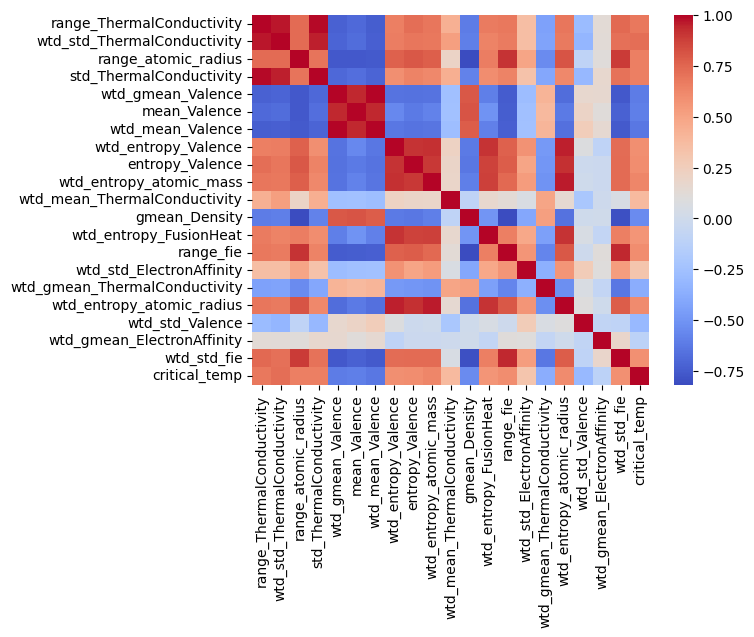 range_ThermalConductivity
wtd_std_ThermalConductivity
range_atomic_radius
std_ThermalConductivity
wtd_gmean_Valence
mean_Valence
wtd_mean_Valence
wtd_entropy_Valence
entropy_Valence
wtd_entropy_atomic_mass
wtd_mean_ThermalConductivity
gmean_Density
wtd_entropy_FusionHeat
range_fie
wtd_std_ElectronAffinity
wtd_gmean_ThermalConductivity
wtd_entropy_atomic_radius
wtd_std_Valence
wtd_gmean_ElectronAffinity
wtd_std_fie
critical_temp
range_ThermalConductivity
wtd_std_ThermalConductivity
range_atomic_radius
std_ThermalConductivity
wtd_gmean_Valence
mean_Valence
wtd_mean_Valence
wtd_entropy_Valence
entropy_Valence
wtd_entropy_atomic_mass
wtd_mean_ThermalConductivity
gmean_Density
wtd_entropy_FusionHeat
range_fie
wtd_std_ElectronAffinity
wtd_gmean_ThermalConductivity
wtd_entropy_atomic_radius
wtd_std_Valence
wtd_gmean_ElectronAffinity
wtd_std_fie
critical_temp
1.00
0.75
0.50
0.25
0.00
−0.25
−0.50
−0.75